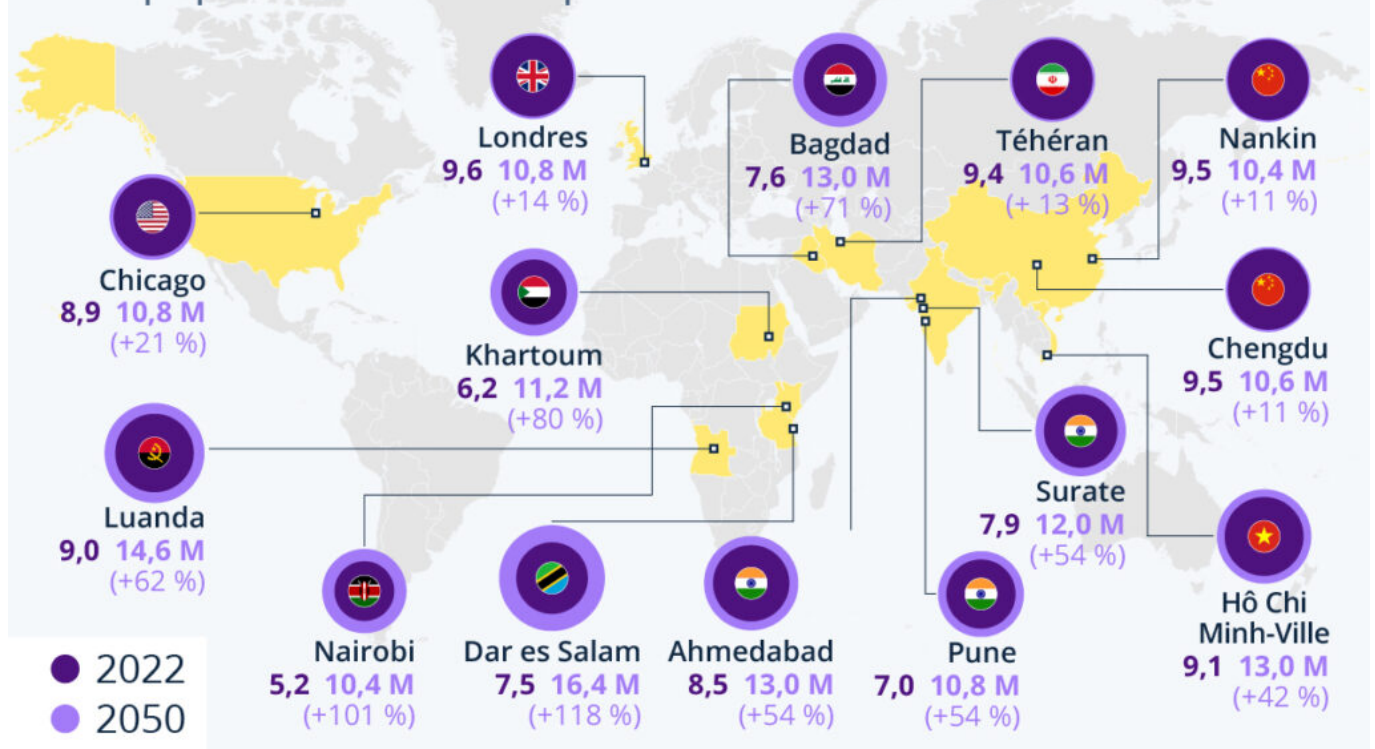 Londres
9,6 10,8 M
(+14 %)
Bagdad
7,6 13,0 M
(+71 %)
Téhéran
9,4 10,6 M
(+ 13 %)
Nankin
9,5 10,4 M
(+11 %)
Chicago
8,9 10,8 M
(+21 %)
Khartoum
6,2 11,2 M
(+80 %)
Chengdu
9,5 10,6 M
(+11 %)
Luanda
9,0 14,6 M
(+62 %)
Surate
7,9 12,0 M
(+54 %)
Hô Chi
Minh-Ville
9,1 13,0 M
(+42 %)
Nairobi
5,2 10,4 M
(+101 %)
Dar es Salam
7,5 16,4 M
(+118 %)
Ahmedabad
8,5 13,0 M
(+54 %)
Pune
7,0 10,8 M
(+54 %)
2022
2050